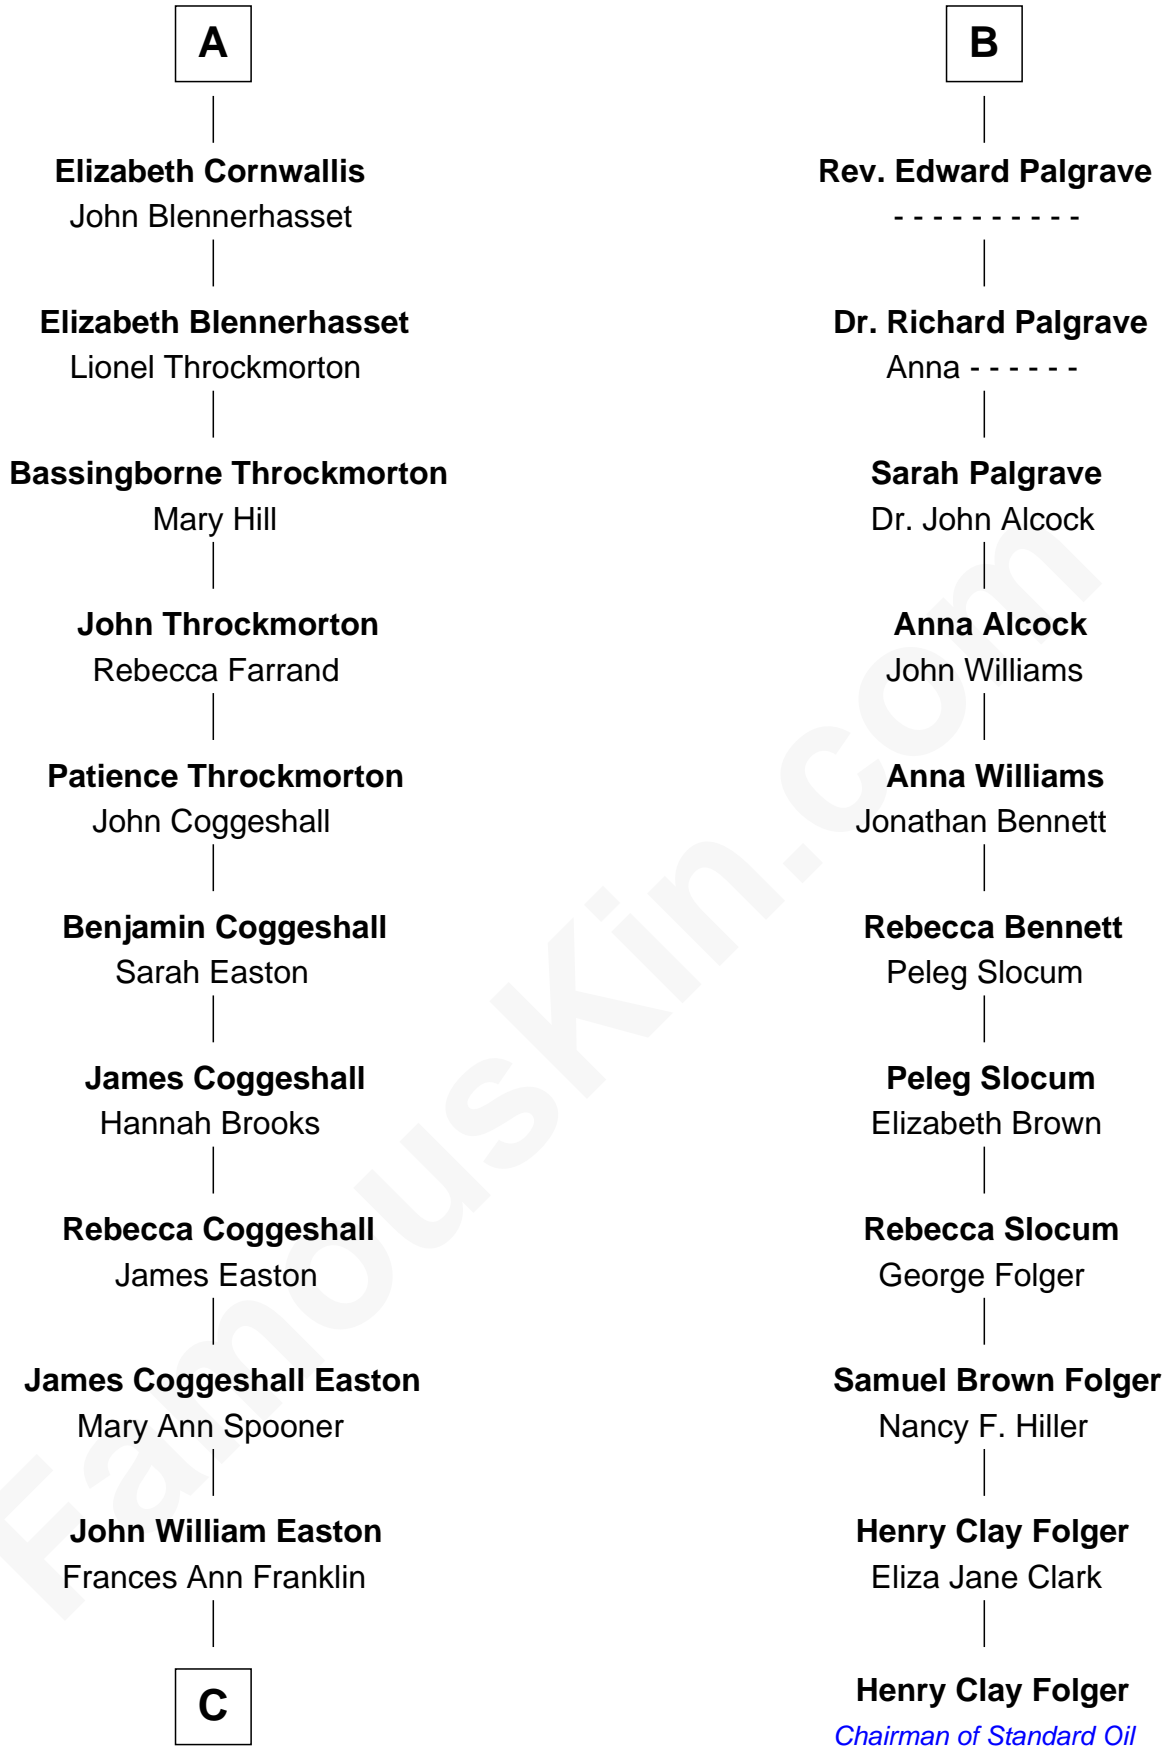 A
Elizabeth Cornwallis
John Blennerhasset
Elizabeth Blennerhasset
Lionel Throckmorton
Bassingborne Throckmorton
Mary Hill
John Throckmorton
Rebecca Farrand
Patience Throckmorton
John Coggeshall
Benjamin Coggeshall
Sarah Easton
James Coggeshall
Hannah Brooks
Rebecca Coggeshall
James Easton
James Coggeshall Easton
Mary Ann Spooner
John William Easton
Frances Ann Franklin
C
B
Rev. Edward Palgrave
- - - - - - - - - -
Dr. Richard Palgrave
Anna - - - - - -
Sarah Palgrave
Dr. John Alcock
Anna Alcock
John Williams
Anna Williams
Jonathan Bennett
Rebecca Bennett
Peleg Slocum
Peleg Slocum
Elizabeth Brown
Rebecca Slocum
George Folger
Samuel Brown Folger
Nancy F. Hiller
Henry Clay Folger
Eliza Jane Clark
Henry Clay Folger
Chairman of Standard Oil
FamousKin.com